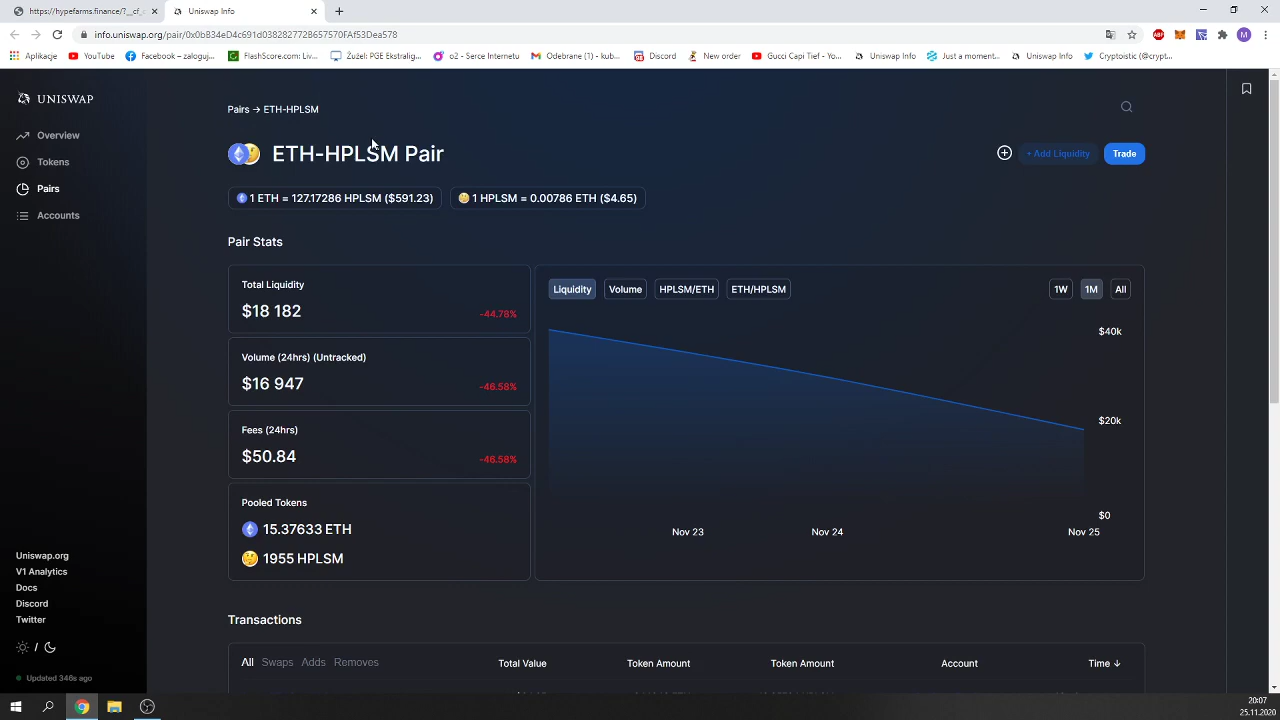 https://hypefarms.finance/?_cf_c
Uniswap Info
info.uniswap.org/pair/0x0b834eD4c691d038282772B657570FAf53Dea578
Aplikacje
YouTube
Facebook – zaloguj...
FlashScore.com: Liv...
Żużel: PGE Ekstralig...
o2 - Serce Internetu
Odebrane (1) - kub...
Discord
New order
Gucci Capi Tief - Yo...
Uniswap Info
Just a moment...
Uniswap Info
Cryptoistic (@crypt...
UNISWAP
Overview
Tokens
Pairs
Accounts
Pairs → ETH-HPLSM
ETH-HPLSM Pair
+ Add Liquidity
Trade
1 ETH = 127.17286 HPLSM ($591.23)
1 HPLSM = 0.00786 ETH ($4.65)
Pair Stats
Total Liquidity
$18 182
-44.78%
Volume (24hrs) (Untracked)
$16 947
-46.58%
Fees (24hrs)
$50.84
-46.58%
Pooled Tokens
15.37633 ETH
1955 HPLSM
Liquidity
Volume
HPLSM/ETH
ETH/HPLSM
1W
1M
All
$40k
$20k
$0
Nov 23
Nov 24
Nov 25
Transactions
All Swaps Adds Removes
Total Value
Token Amount
Token Amount
Account
Time ↓
Uniswap.org
V1 Analytics
Docs
Discord
Twitter
/
Updated 346s ago
20:07
25.11.2020